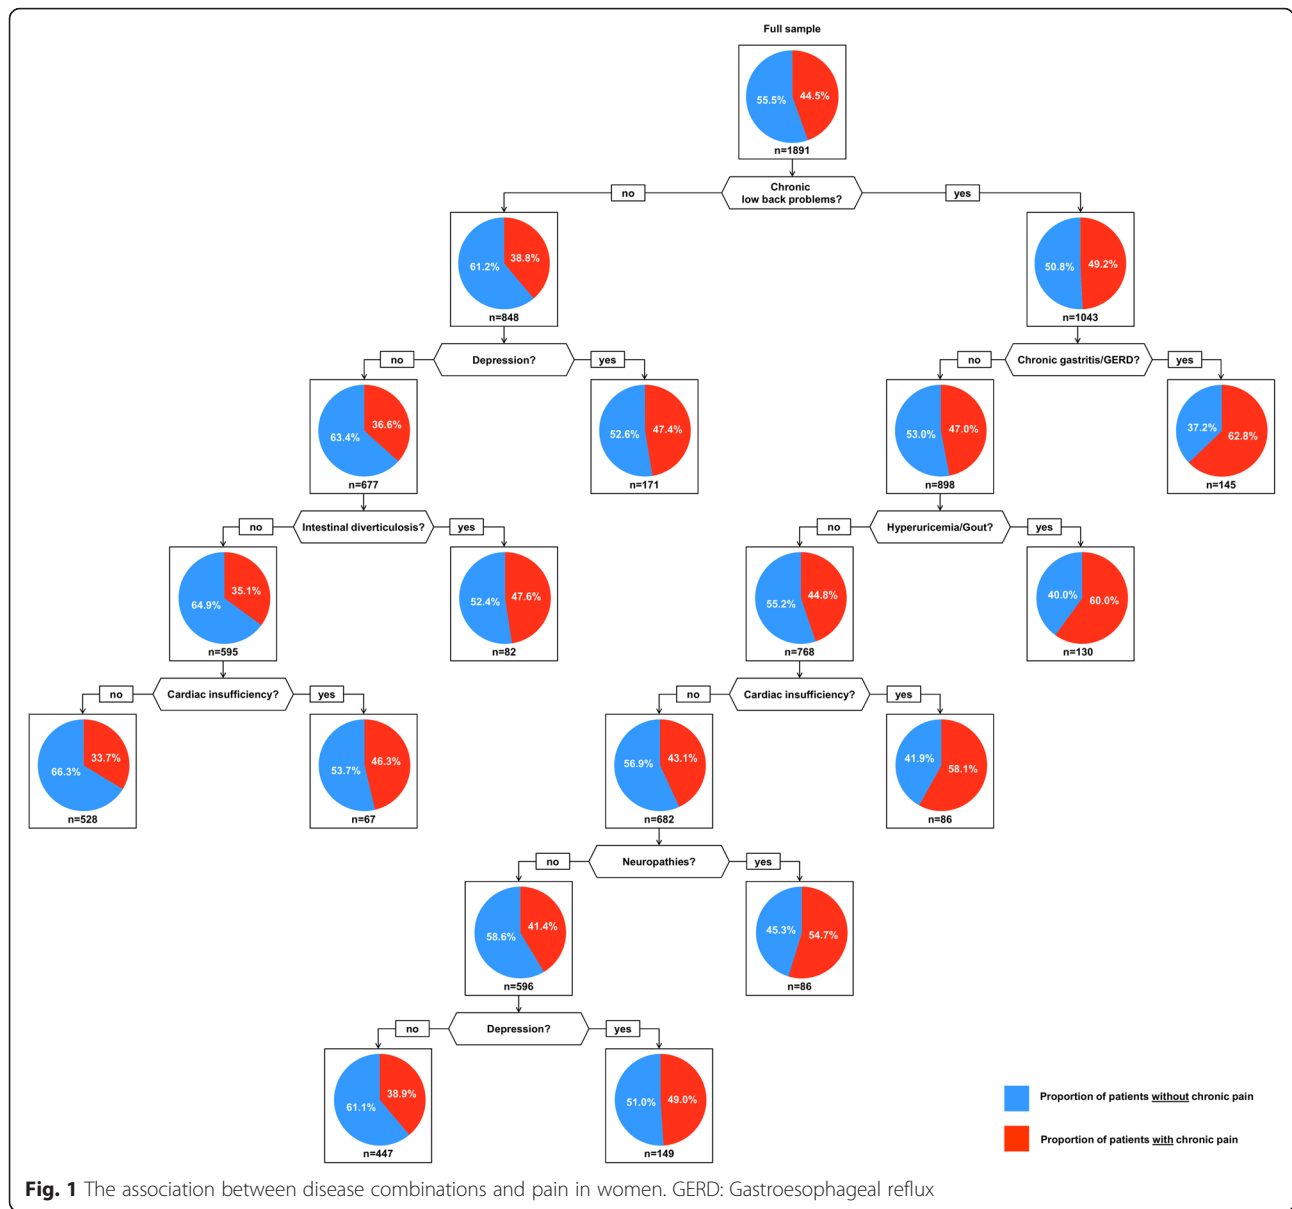 Full sample
55.5%
44.5%
n=1891
Chronic
low back problems?
no
yes
61.2%
38.8%
n=848
50.8%
49.2%
n=1043
no
Depression?
yes
no
Chronic gastritis/GERD?
yes
63.4%
36.6%
n=677
52.6%
47.4%
n=171
53.0%
47.0%
n=898
37.2%
62.8%
n=145
no
Intestinal diverticulosis?
yes
no
Hyperuricemia/Gout?
yes
64.9%
35.1%
n=595
52.4%
47.6%
n=82
55.2%
44.8%
n=768
40.0%
60.0%
n=130
no
Cardiac insufficiency?
yes
no
Cardiac insufficiency?
yes
66.3%
33.7%
n=528
53.7%
46.3%
n=67
56.9%
43.1%
n=682
41.9%
58.1%
n=86
no
Neuropathies?
yes
58.6%
41.4%
n=596
45.3%
54.7%
n=86
no
Depression?
yes
61.1%
38.9%
n=447
51.0%
49.0%
n=149
Proportion of patients without chronic pain
Proportion of patients with chronic pain
Fig. 1 The association between disease combinations and pain in women. GERD: Gastroesophageal reflux